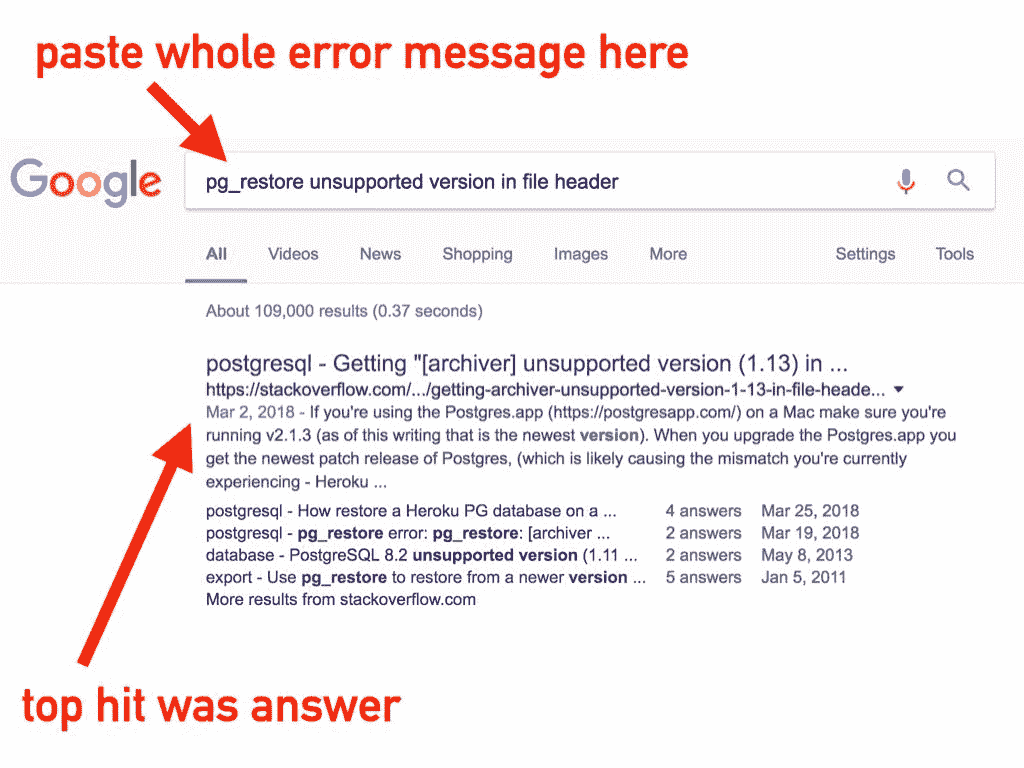 paste whole error message here
Google
pg_restore unsupported version in file header
All Videos News Shopping Images More Settings Tools
About 109,000 results (0.37 seconds)
postgresql - Getting "[archiver] unsupported version (1.13) in ...
https://stackoverflow.com/.../getting-archiver-unsupported-version-1-13-in-file-heade...
Mar 2, 2018 - If you're using the Postgres.app (https://postgresapp.com/) on a Mac make sure you're
running v2.1.3 (as of this writing that is the newest version). When you upgrade the Postgres.app you
get the newest patch release of Postgres, (which is likely causing the mismatch you're currently
experiencing - Heroku ...
postgresql - How restore a Heroku PG database on a ... 4 answers Mar 25, 2018
postgresql - pg_restore error: pg_restore: [archiver ... 2 answers Mar 19, 2018
database - PostgreSQL 8.2 unsupported version (1.11 ... 2 answers May 8, 2013
export - Use pg_restore to restore from a newer version ... 5 answers Jan 5, 2011
More results from stackoverflow.com
top hit was answer